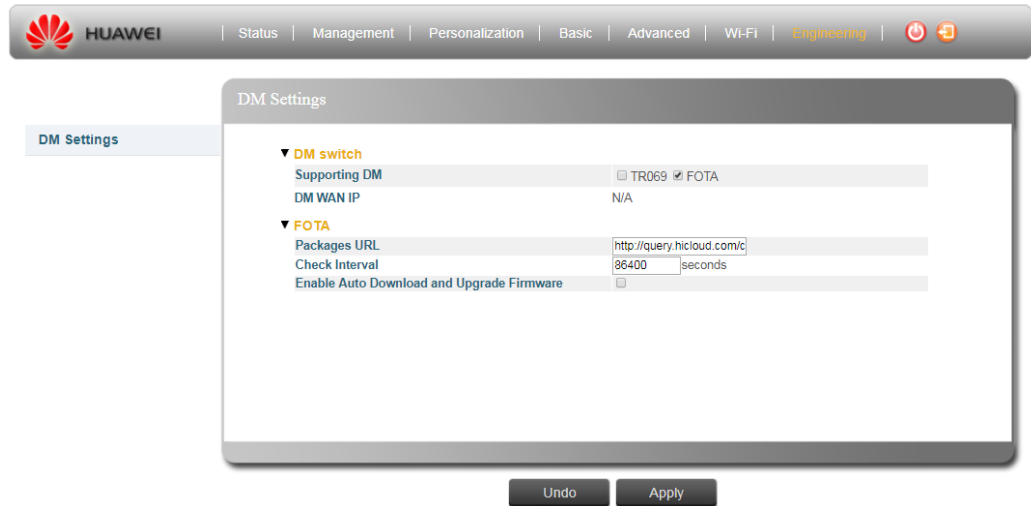 HUAWEI | Status | Management | Personalization | Basic | Advanced | Wi-Fi | Engineering |
DM Settings
DM Settings
DM switch
Supporting DM TR069 FOTA
DM WAN IP N/A
FOTA
Packages URL http://query.hicloud.com/c
Check Interval 86400 seconds
Enable Auto Download and Upgrade Firmware
Undo Apply